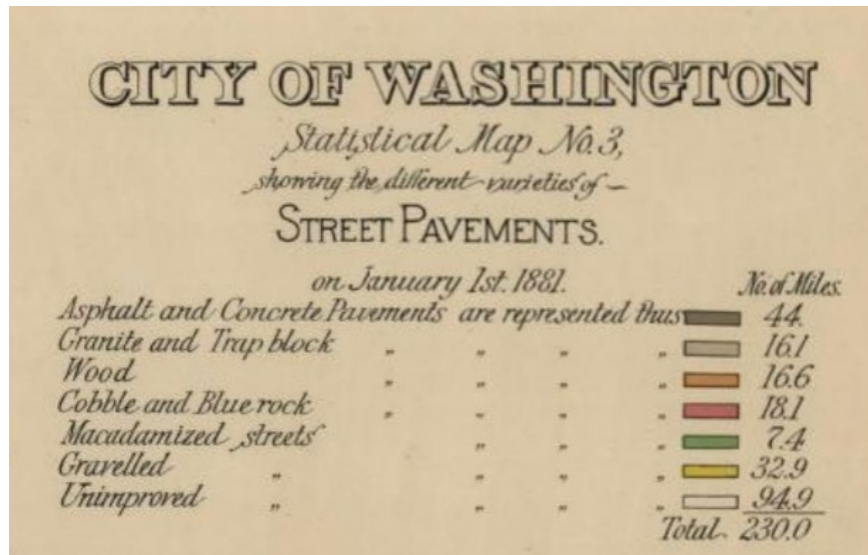 CITY OF WASHINGTON
Statistical Map No. 3,
showing the different varieties of
STREET PAVEMENTS.
on January 1st. 1881. No. of Miles.
Asphalt and Concrete Pavements are represented thus 44.
Granite and Trap block „ „ „ „ 16.1
Wood „ „ „ „ 16.6
Cobble and Blue rock „ „ „ „ 18.1
Macadamized streets „ „ „ 7.4
Gravelled „ „ „ „ 32.9
Unimproved „ „ „ „ 94.9
Total 230.0